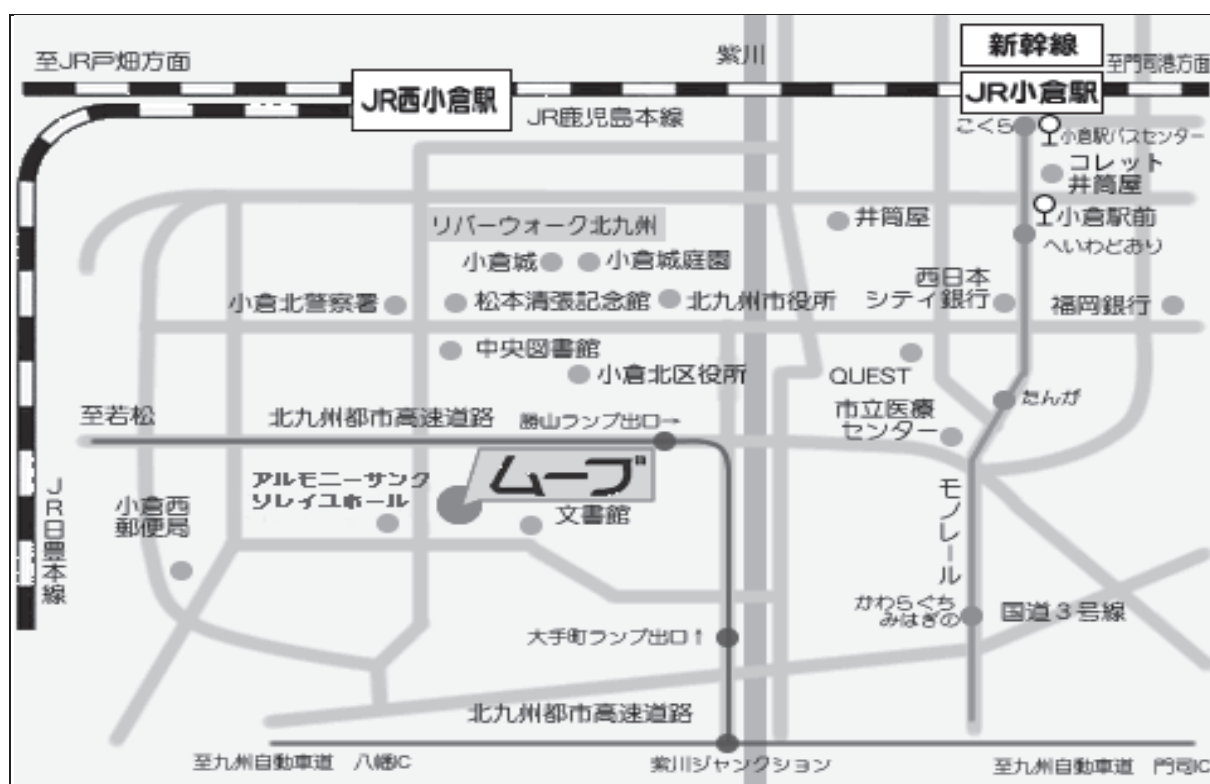 至JR戸畑方面
紫川
新幹線
至門司港方面
JR西小倉駅
JR小倉駅
JR鹿児島本線
こくら
小倉駅バスセンター
コレット
井筒屋
リバーウォーク北九州
井筒屋
小倉駅前
へいわどおり
小倉城
小倉城庭園
小倉北警察署
松本清張記念館
北九州市役所
西日本
シティ銀行
福岡銀行
中央図書館
小倉北区役所
QUEST
たんが
至若松
北九州都市高速道路
勝山ランプ出口→
市立医療
センター
ムーブ
アルモニーサンク
ソレイユホール
文書館
小倉西
郵便局
JR日豊本線
モノレール
かわらぐち
みはぎの
国道3号線
大手町ランプ出口↑
北九州都市高速道路
至九州自動車道 八幡IC
紫川ジャンクション
至九州自動車道 門司IC